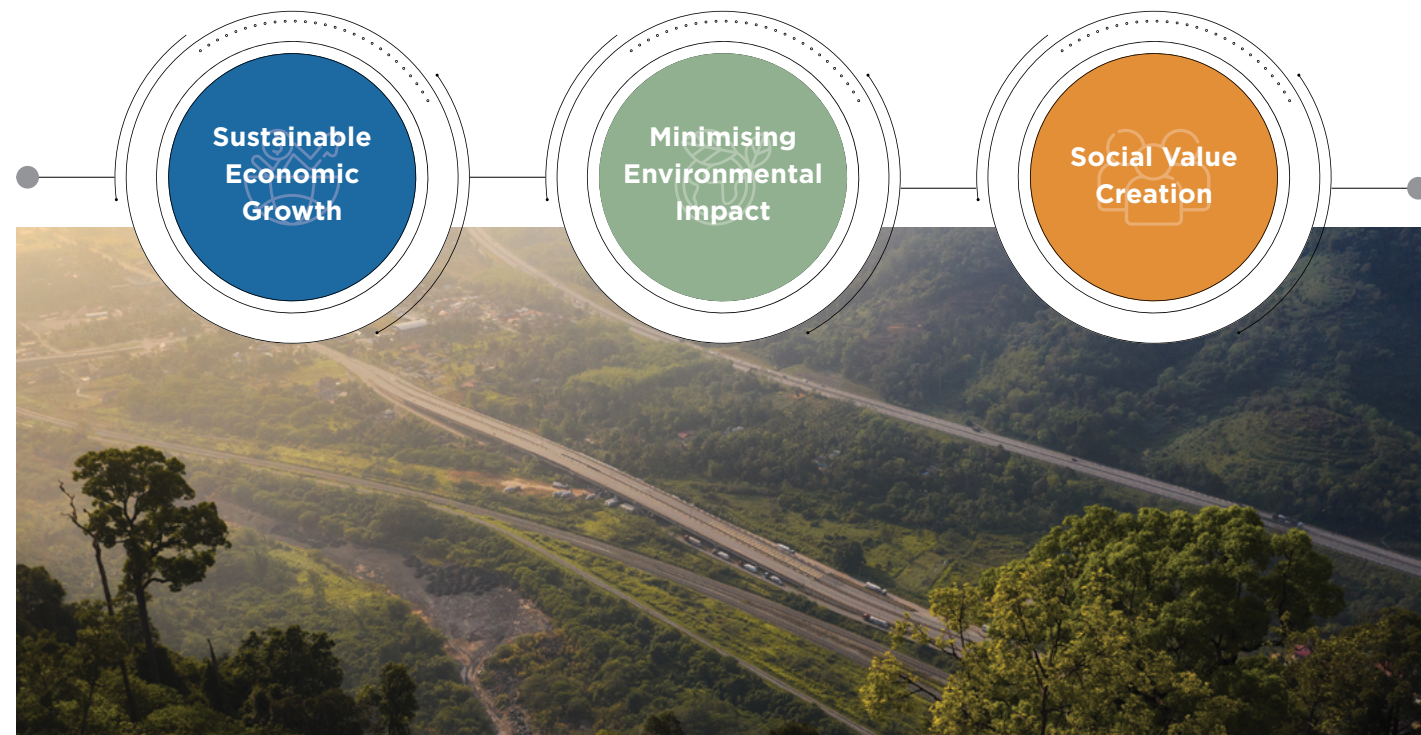 Sustainable
Economic
Growth
Minimising
Environmental
Impact
Social Value
Creation